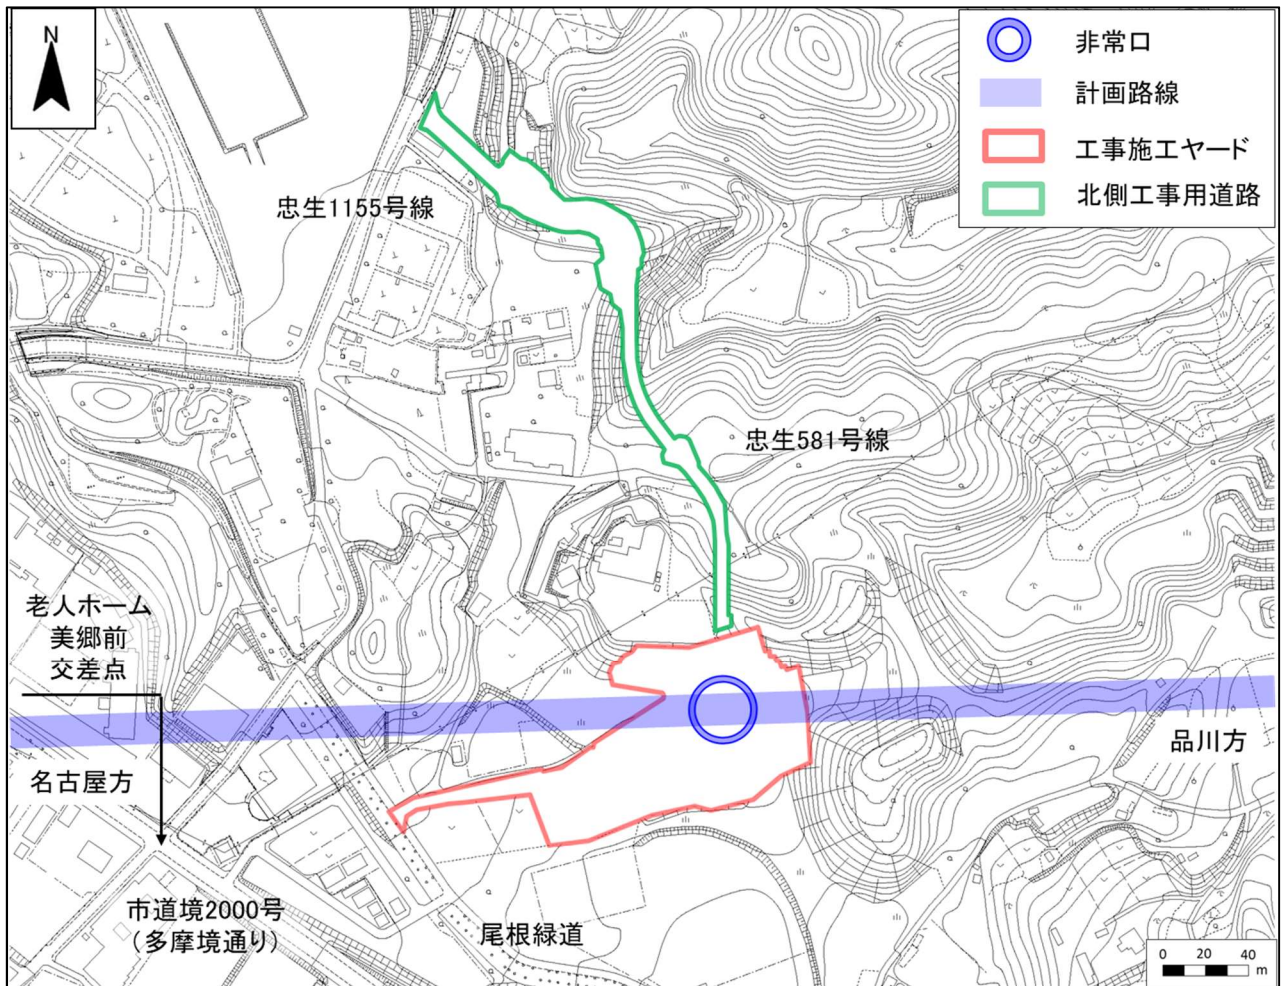 N
非常口
計画路線
工事施工ヤード
北側工事用道路
忠生1155号線
忠生581号線
老人ホーム
美郷前
交差点
品川方
名古屋方
市道境2000号
（多摩境通り）
尾根緑道
0 20 40
m